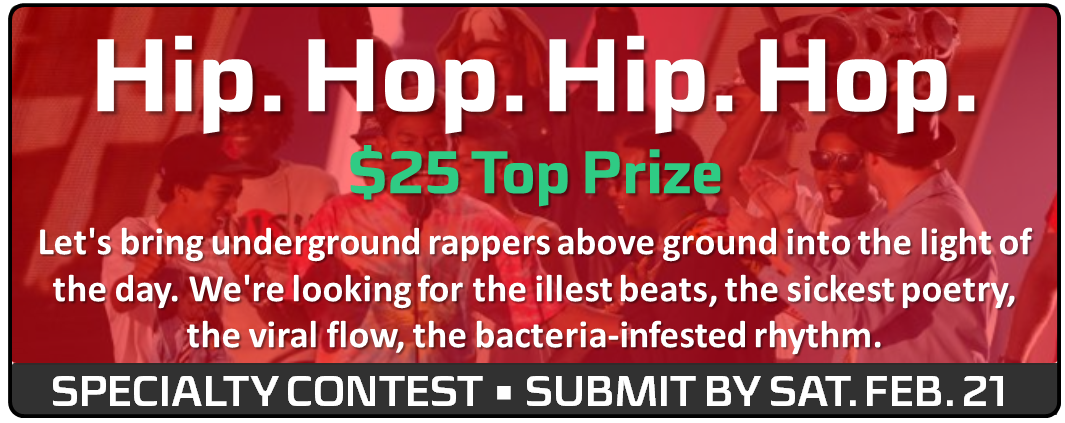 Hip. Hop. Hip. Hop.
$25 Top Prize
Let's bring underground rappers above ground into the light of
the day. We're looking for the illest beats, the sickest poetry,
the viral flow, the bacteria-infested rhythm.
SPECIALTY CONTEST ▪ SUBMIT BY SAT. FEB. 21